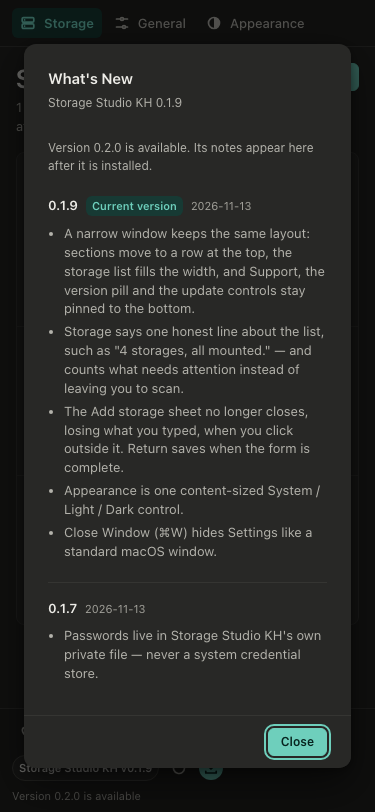 Storage General Appearance
What's New
Storage Studio KH 0.1.9
Version 0.2.0 is available. Its notes appear here
after it is installed.
0.1.9 Current version 2026-11-13
• A narrow window keeps the same layout:
sections move to a row at the top, the
storage list fills the width, and Support, the
version pill and the update controls stay
pinned to the bottom.
• Storage says one honest line about the list,
such as "4 storages, all mounted." — and
counts what needs attention instead of
leaving you to scan.
• The Add storage sheet no longer closes,
losing what you typed, when you click
outside it. Return saves when the form is
complete.
• Appearance is one content-sized System /
Light / Dark control.
• Close Window (⌘W) hides Settings like a
standard macOS window.
0.1.7 2026-11-13
• Passwords live in Storage Studio KH's own
private file — never a system credential
store.
Close
Storage Studio KH v0.1.9
Version 0.2.0 is available